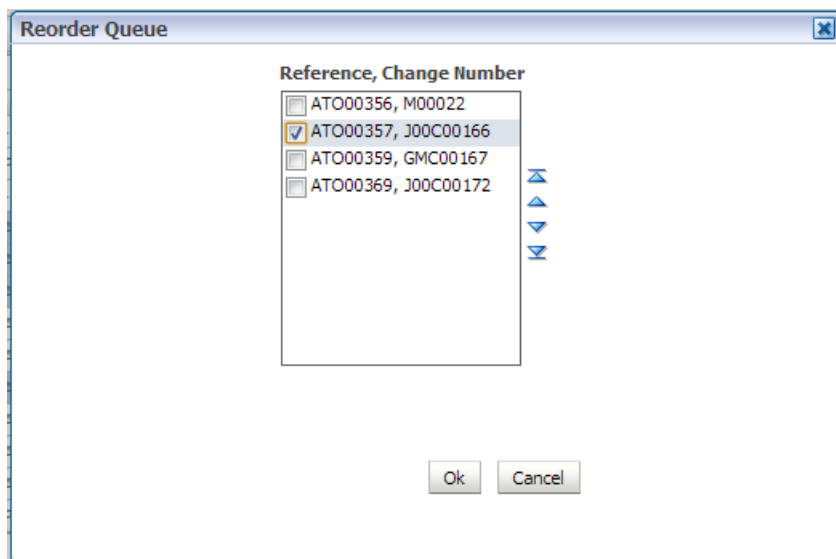 Reorder Queue
Reference, Change Number
ATO00356, M00022
ATO00357, J00C00166
ATO00359, GMC00167
ATO00369, J00C00172
Ok Cancel